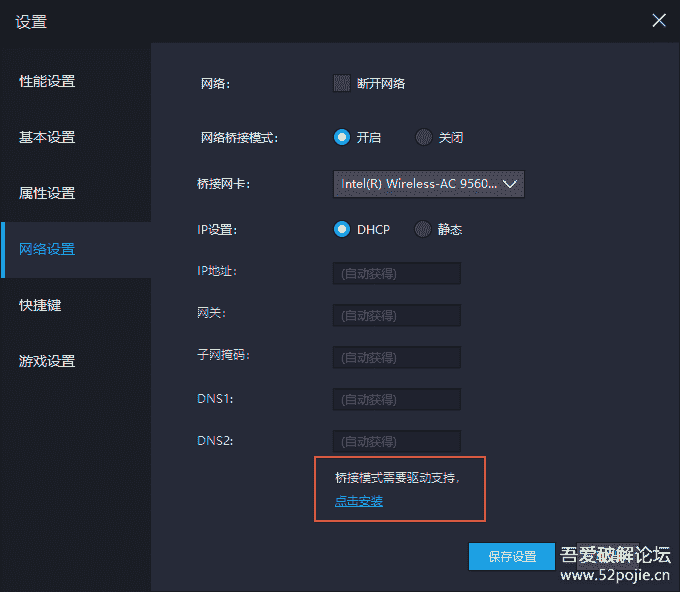 设置
性能设置
基本设置
属性设置
网络设置
快捷键
游戏设置
网络:
断开网络
网络桥接模式:
开启
关闭
桥接网卡:
Intel(R) Wireless-AC 9560...
IP设置:
DHCP
静态
IP地址:
(自动获得)
网关:
(自动获得)
子网掩码:
(自动获得)
DNS1:
(自动获得)
DNS2:
(自动获得)
桥接模式需要驱动支持,
点击安装
保存设置
吾爱破解论坛
www.52pojie.cn